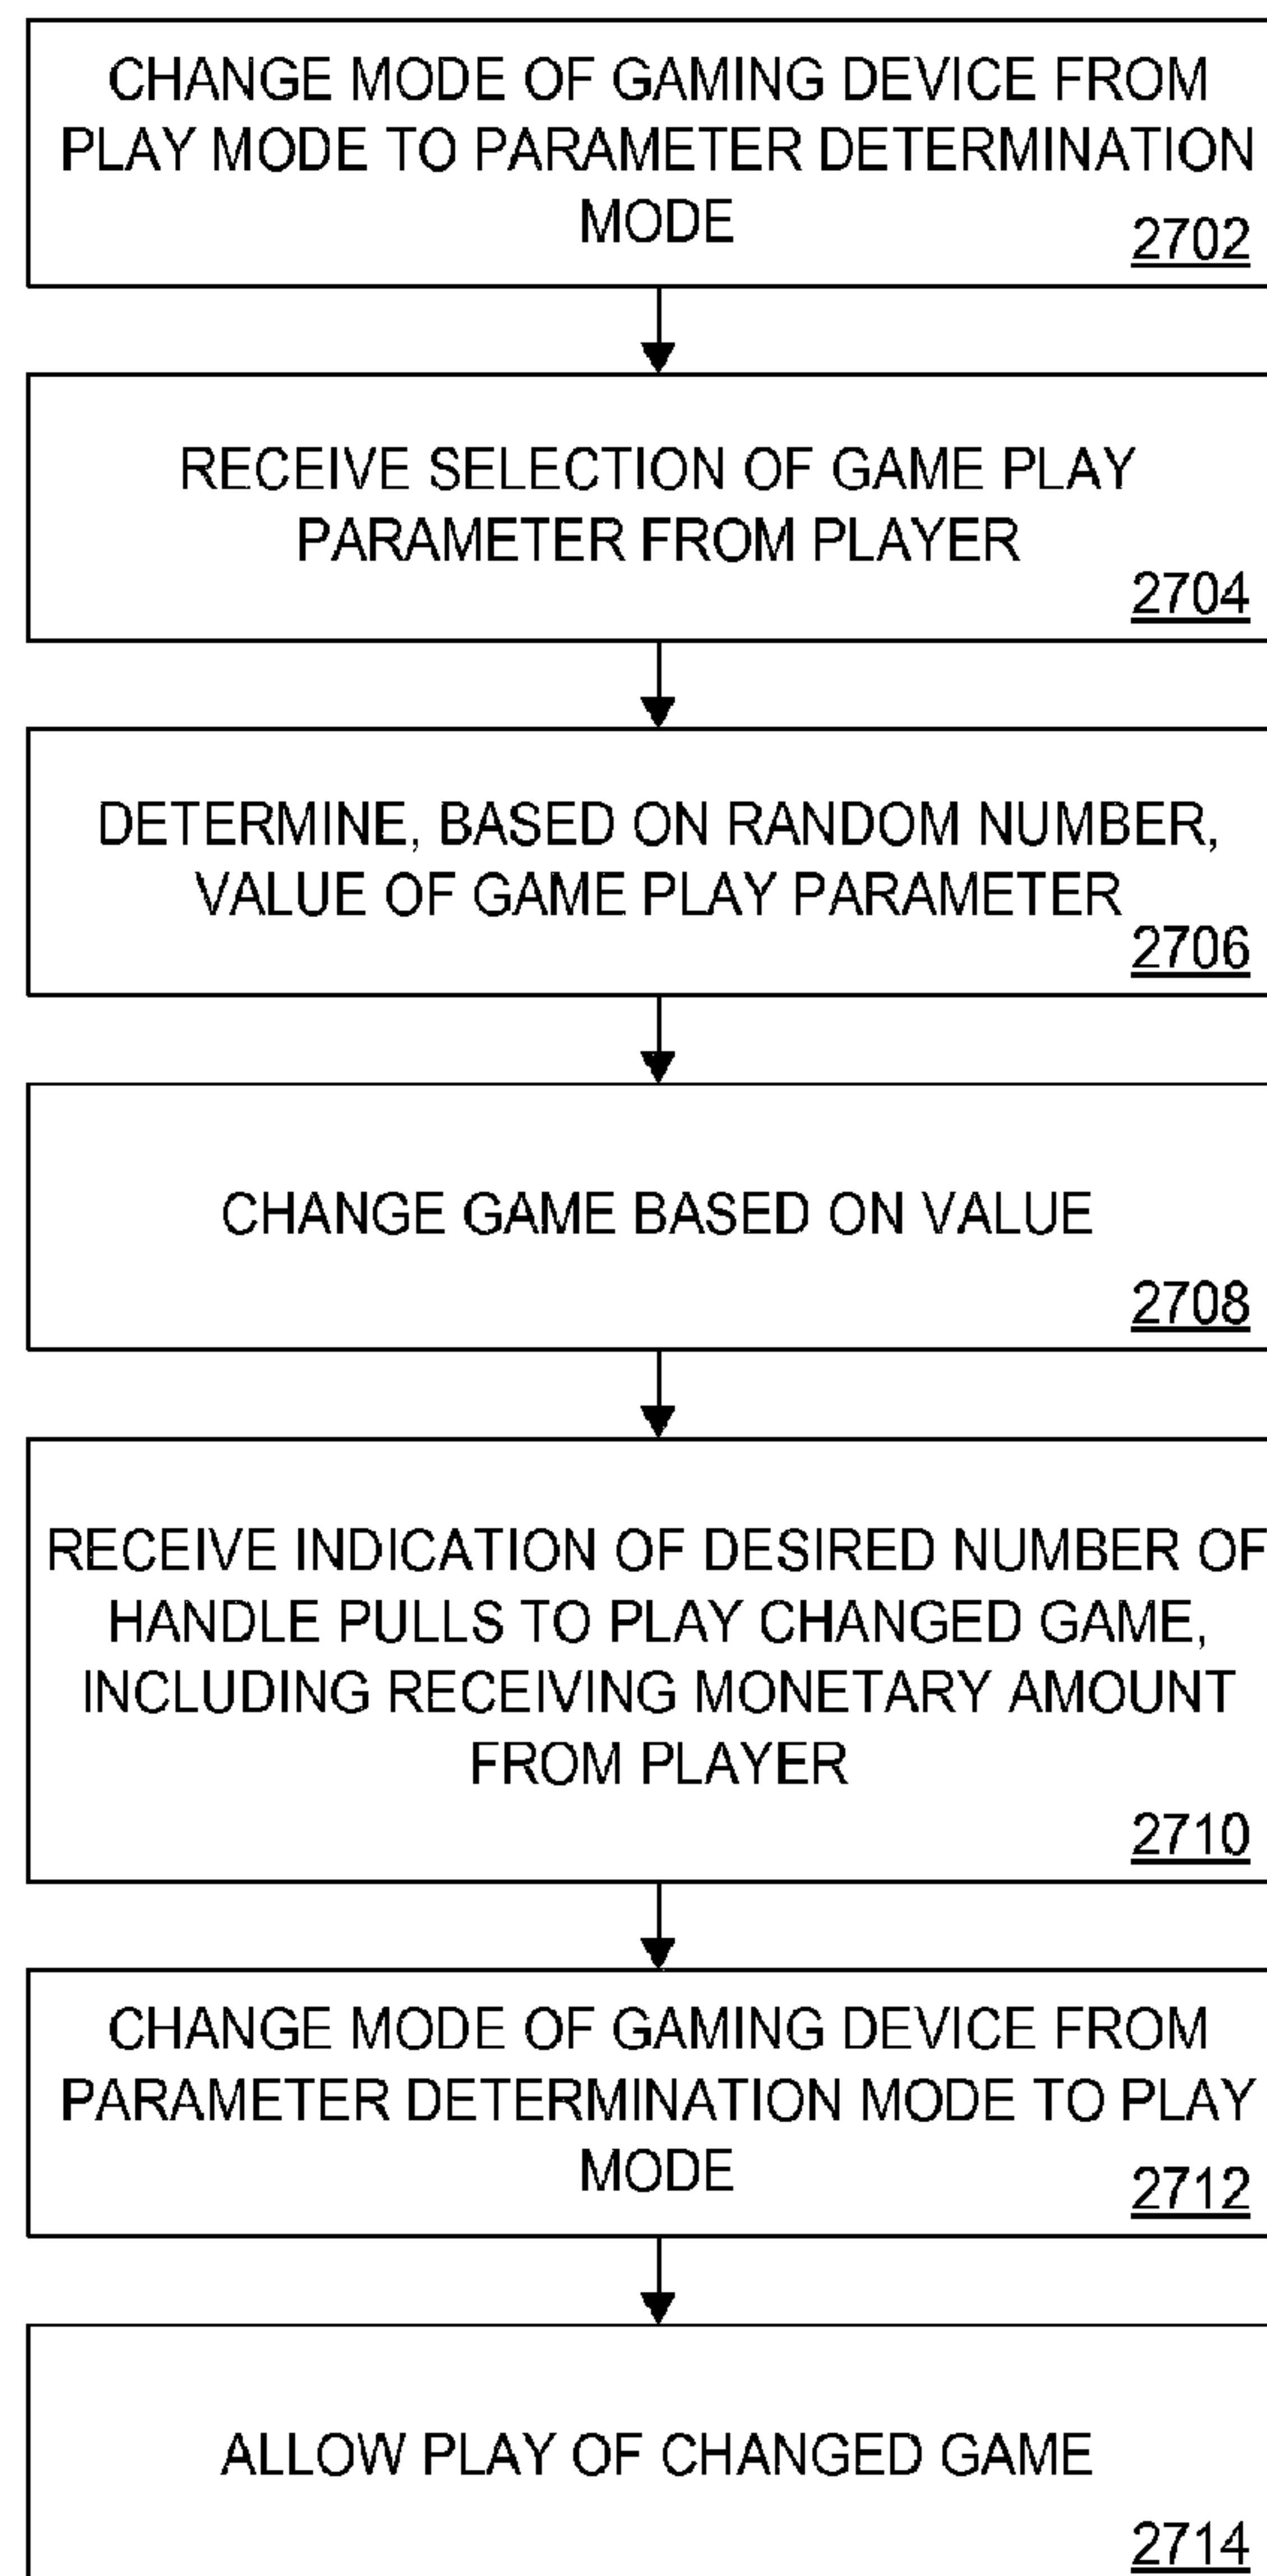 CHANGE MODE OF GAMING DEVICE FROM
PLAY MODE TO PARAMETER DETERMINATION
MODE
2702
RECEIVE SELECTION OF GAME PLAY
PARAMETER FROM PLAYER
2704
DETERMINE, BASED ON RANDOM NUMBER,
VALUE OF GAME PLAY PARAMETER
2706
CHANGE GAME BASED ON VALUE
2708
RECEIVE INDICATION OF DESIRED NUMBER OF
HANDLE PULLS TO PLAY CHANGED GAME,
INCLUDING RECEIVING MONETARY AMOUNT
FROM PLAYER
2710
CHANGE MODE OF GAMING DEVICE FROM
PARAMETER DETERMINATION MODE TO PLAY
MODE
2712
ALLOW PLAY OF CHANGED GAME
2714